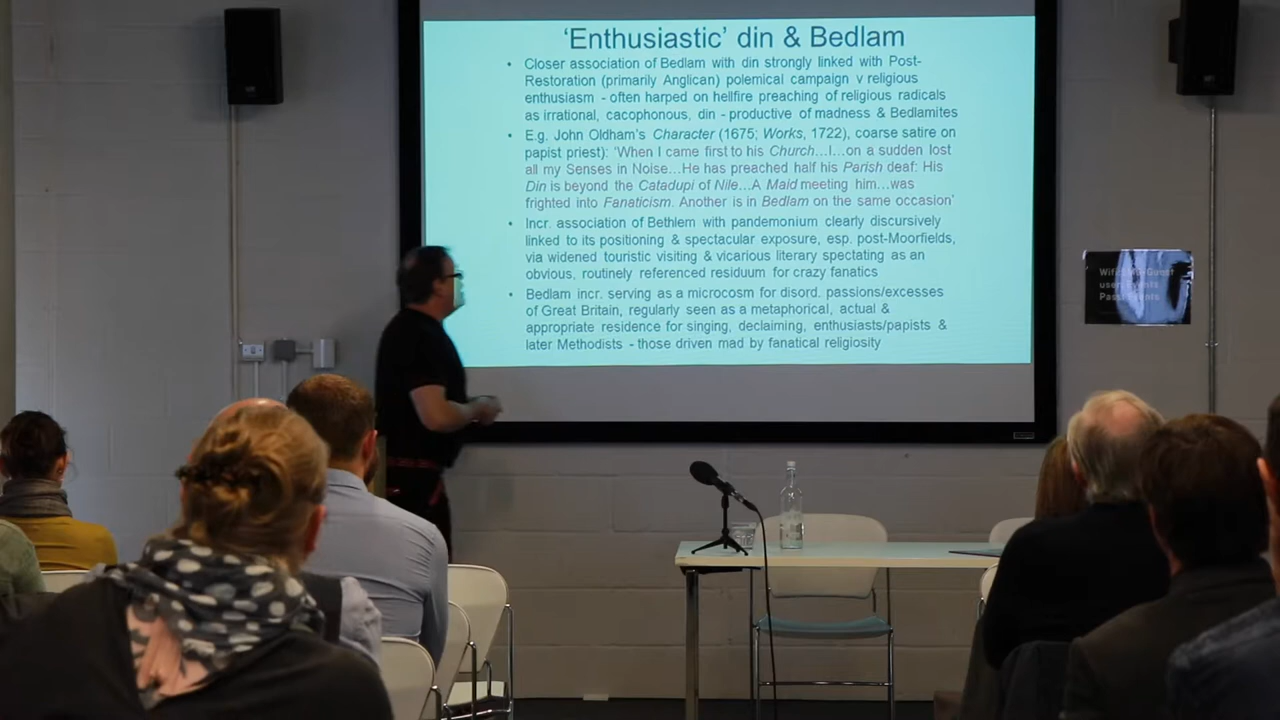 ‘Enthusiastic’ din & Bedlam
• Closer association of Bedlam with din strongly linked with Post-
Restoration (primarily Anglican) polemical campaign v religious
enthusiasm - often harped on hellfire preaching of religious radicals
as irrational, cacophonous, din - productive of madness & Bedlamites
• E.g. John Oldham's Character (1675; Works, 1722), coarse satire on
papist priest): ‘When I came first to his Church…I…on a sudden lost
all my Senses in Noise…He has preached half his Parish deaf: His
Din is beyond the Catadupi of Nile…A Maid meeting him…was
frighted into Fanaticism. Another is in Bedlam on the same occasion’
• Incr. association of Bethlem with pandemonium clearly discursively
linked to its positioning & spectacular exposure, esp. post-Moorfields,
via widened touristic visiting & vicarious literary spectating as an
obvious, routinely referenced residuum for crazy fanatics
• Bedlam incr. serving as a microcosm for disord. passions/excesses
of Great Britain, regularly seen as a metaphorical, actual &
appropriate residence for singing, declaiming, enthusiasts/papists &
later Methodists - those driven mad by fanatical religiosity